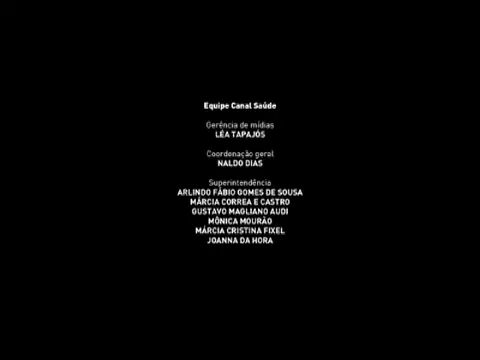 Equipe Canal Saúde
Gerência de mídias
LÉA TAPAJÓS
Coordenação geral
NALDO DIAS
Superintendência
ARLINDO FÁBIO GOMES DE SOUSA
MÁRCIA CORREA E CASTRO
GUSTAVO MAGLIANO AUDI
MÔNICA MOURÃO
MÁRCIA CRISTINA FIXEL
JOANNA DA HORA